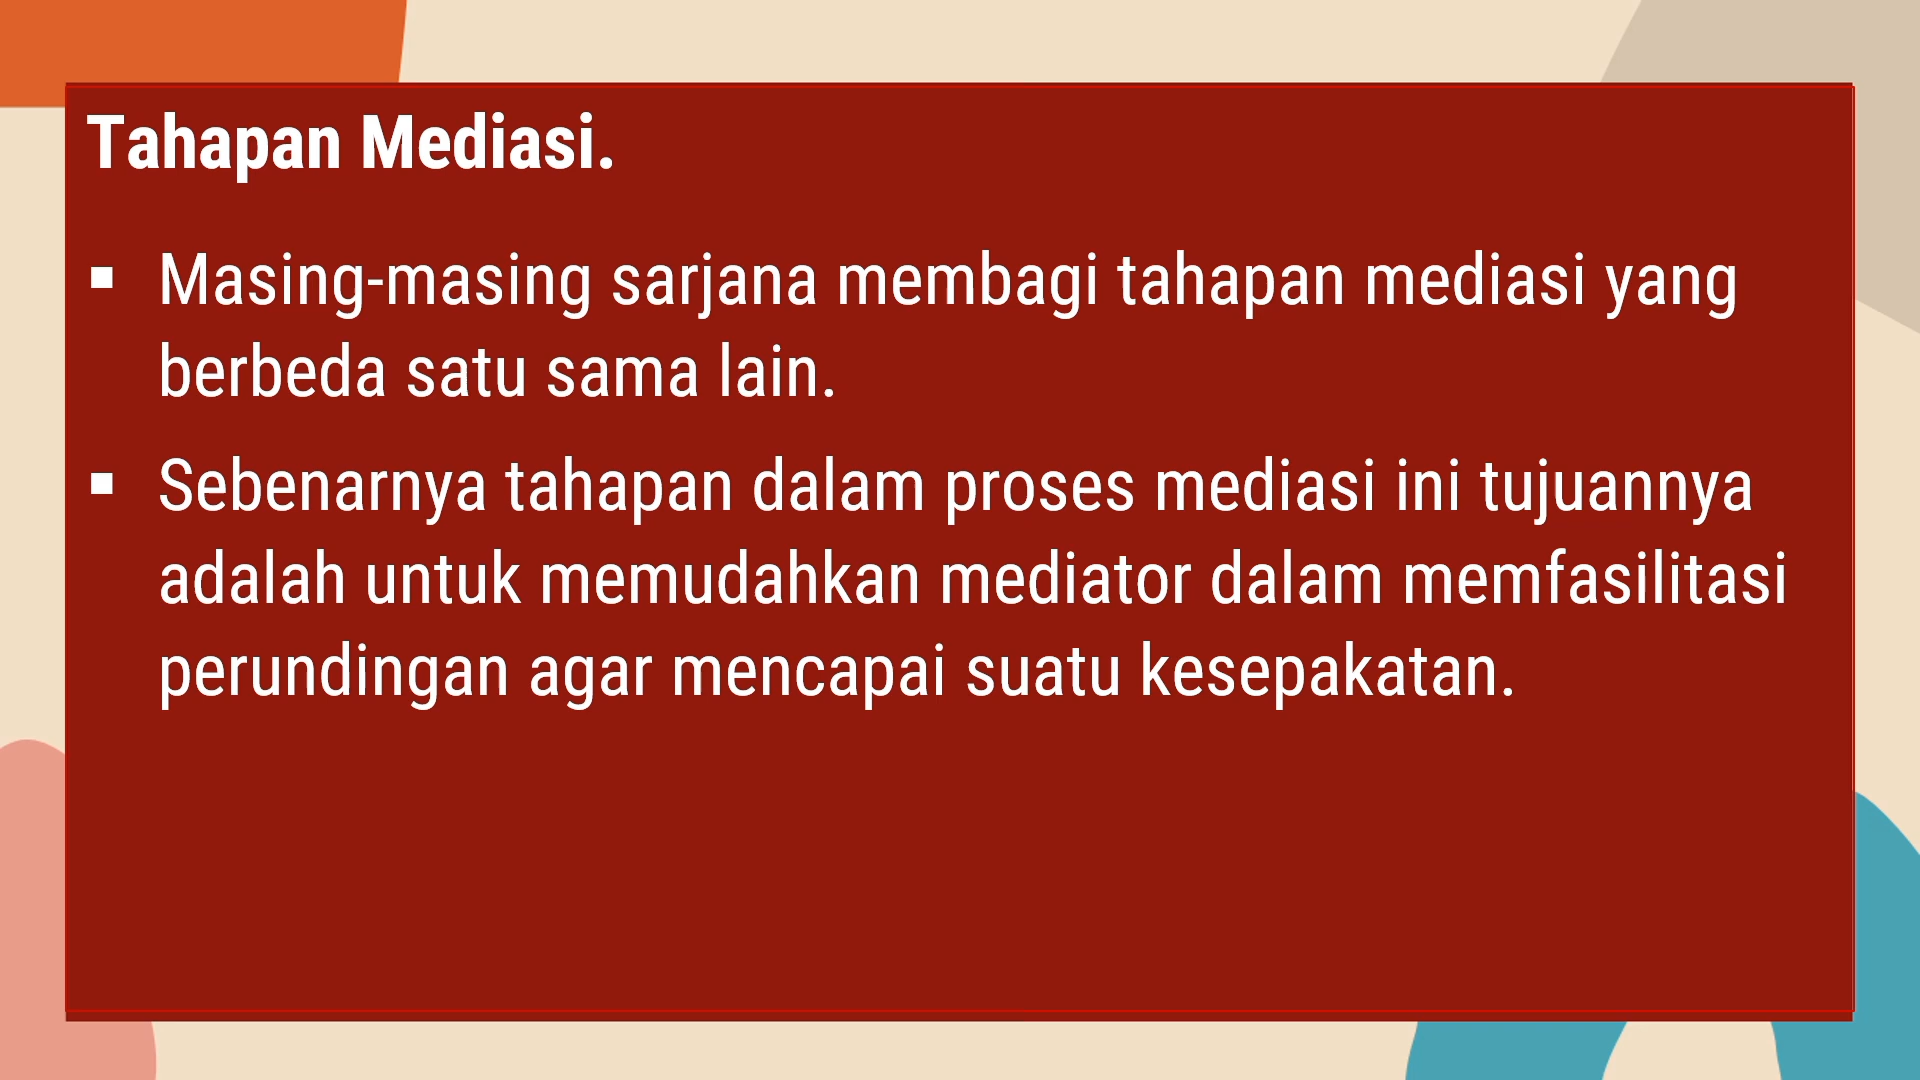 Tahapan Mediasi.
▪ Masing-masing sarjana membagi tahapan mediasi yang
berbeda satu sama lain.
▪ Sebenarnya tahapan dalam proses mediasi ini tujuannya
adalah untuk memudahkan mediator dalam memfasilitasi
perundingan agar mencapai suatu kesepakatan.